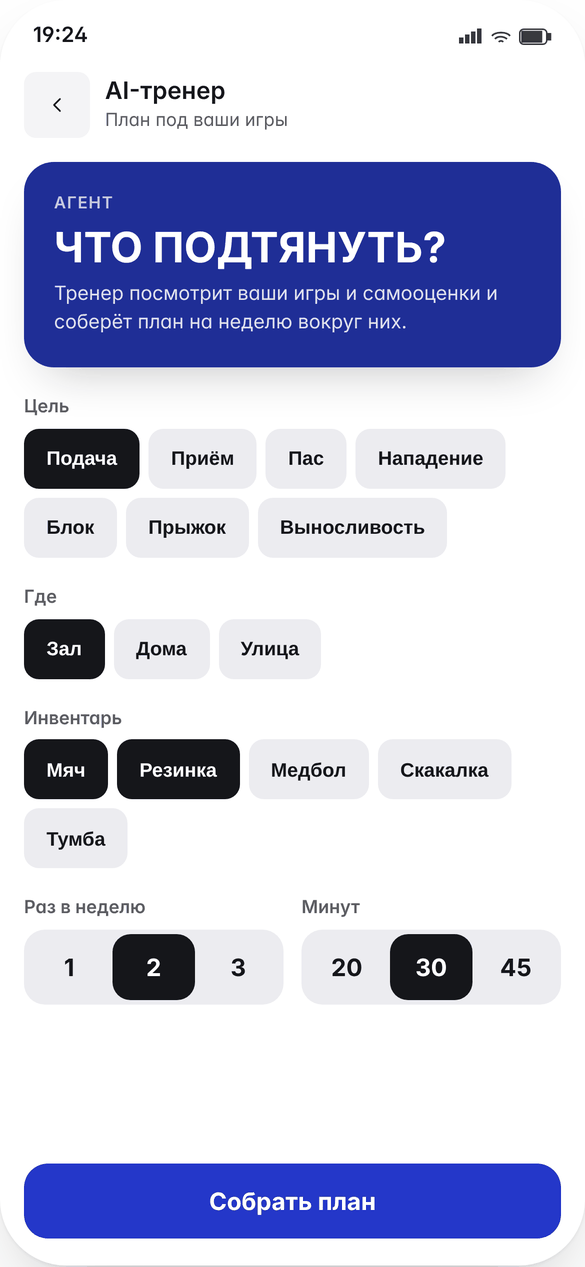 19:24
AI-тренер
План под ваши игры
АГЕНТ
ЧТО ПОДТЯНУТЬ?
Тренер посмотрит ваши игры и самооценки и
соберёт план на неделю вокруг них.
Цель
Подача Приём Пас Нападение
Блок Прыжок Выносливость
Где
Зал Дома Улица
Инвентарь
Мяч Резинка Медбол Скакалка
Тумба
Раз в неделю Минут
1 2 3 20 30 45
Собрать план